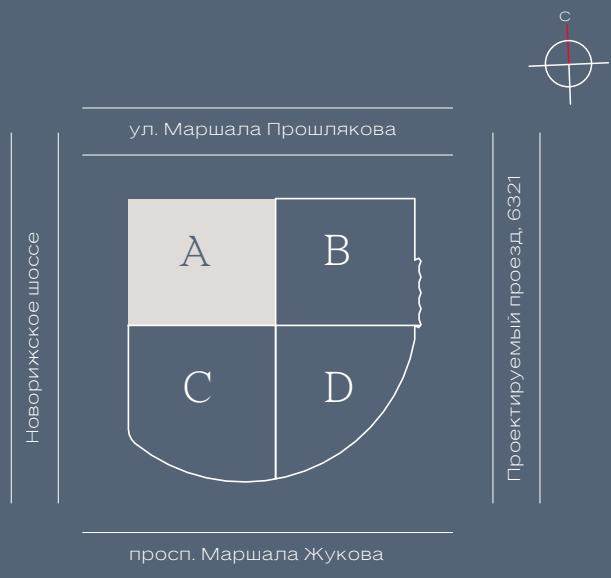 С
ул. Маршала Прошлякова
Новорижское шоссе
A
B
Проектируемый проезд, 6321
C
D
просп. Маршала Жукова